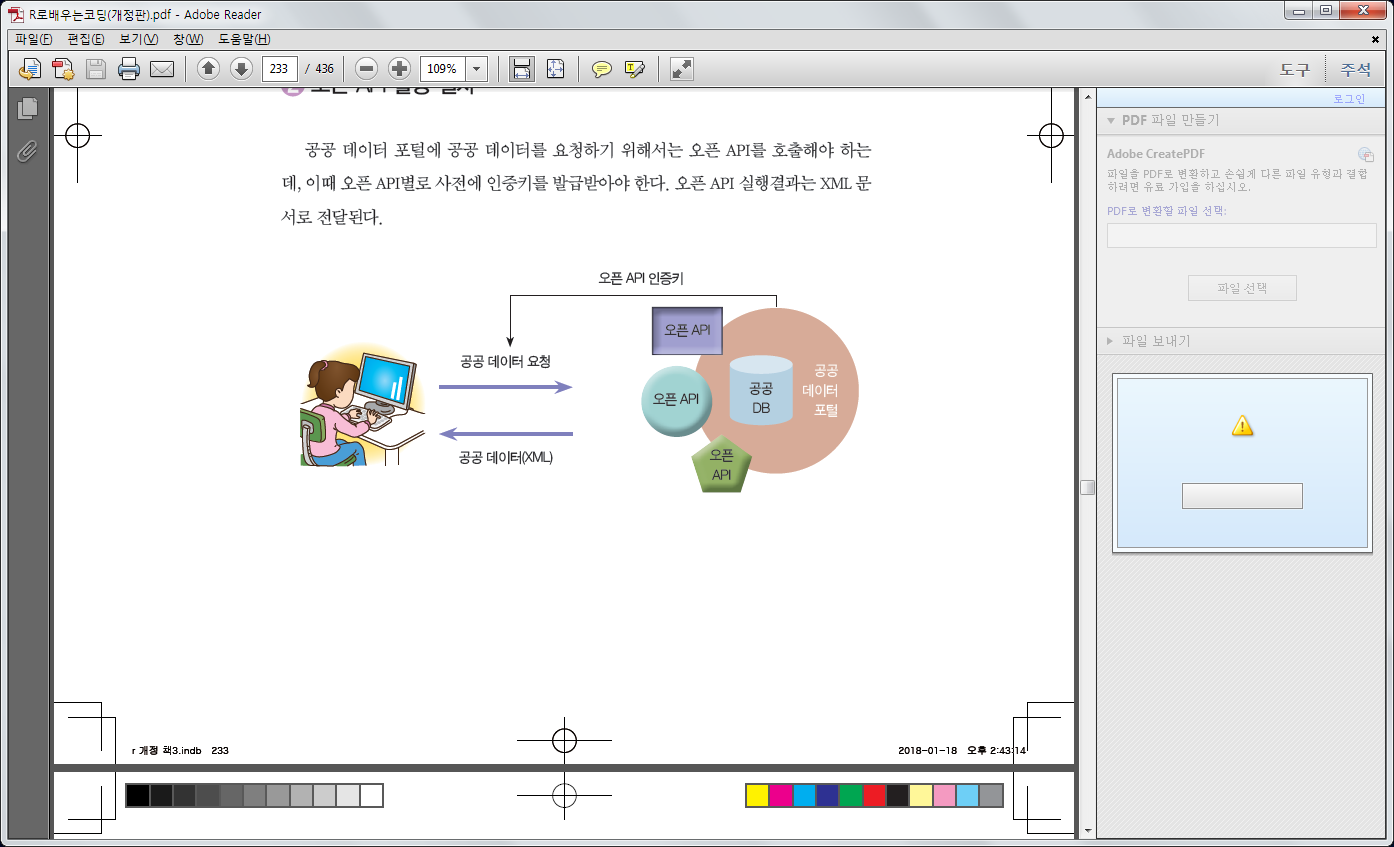 R로배우는코딩(개정판).pdf - Adobe Reader
파일(F) 편집(E) 보기(V) 창(W) 도움말(H)
233 / 436 109% 도구 주석
로그인
PDF 파일 만들기
Adobe CreatePDF
파일을 PDF로 변환하고 손쉽게 다른 파일 유형과 결합
하려면 유료 가입을 하십시오.
PDF로 변환할 파일 선택:
파일 선택
파일 보내기
공공 데이터 포털에 공공 데이터를 요청하기 위해서는 오픈 API를 호출해야 하는
데, 이때 오픈 API별로 사전에 인증키를 발급받아야 한다. 오픈 API 실행결과는 XML 문
서로 전달된다.
오픈 API 인증키
공공 데이터 요청
공공 데이터(XML)
오픈 API
오픈 API
오픈
API
공공
DB
공공
데이터
포털
r 개정 책3.indb 233
2018-01-18 오후 2:43:14